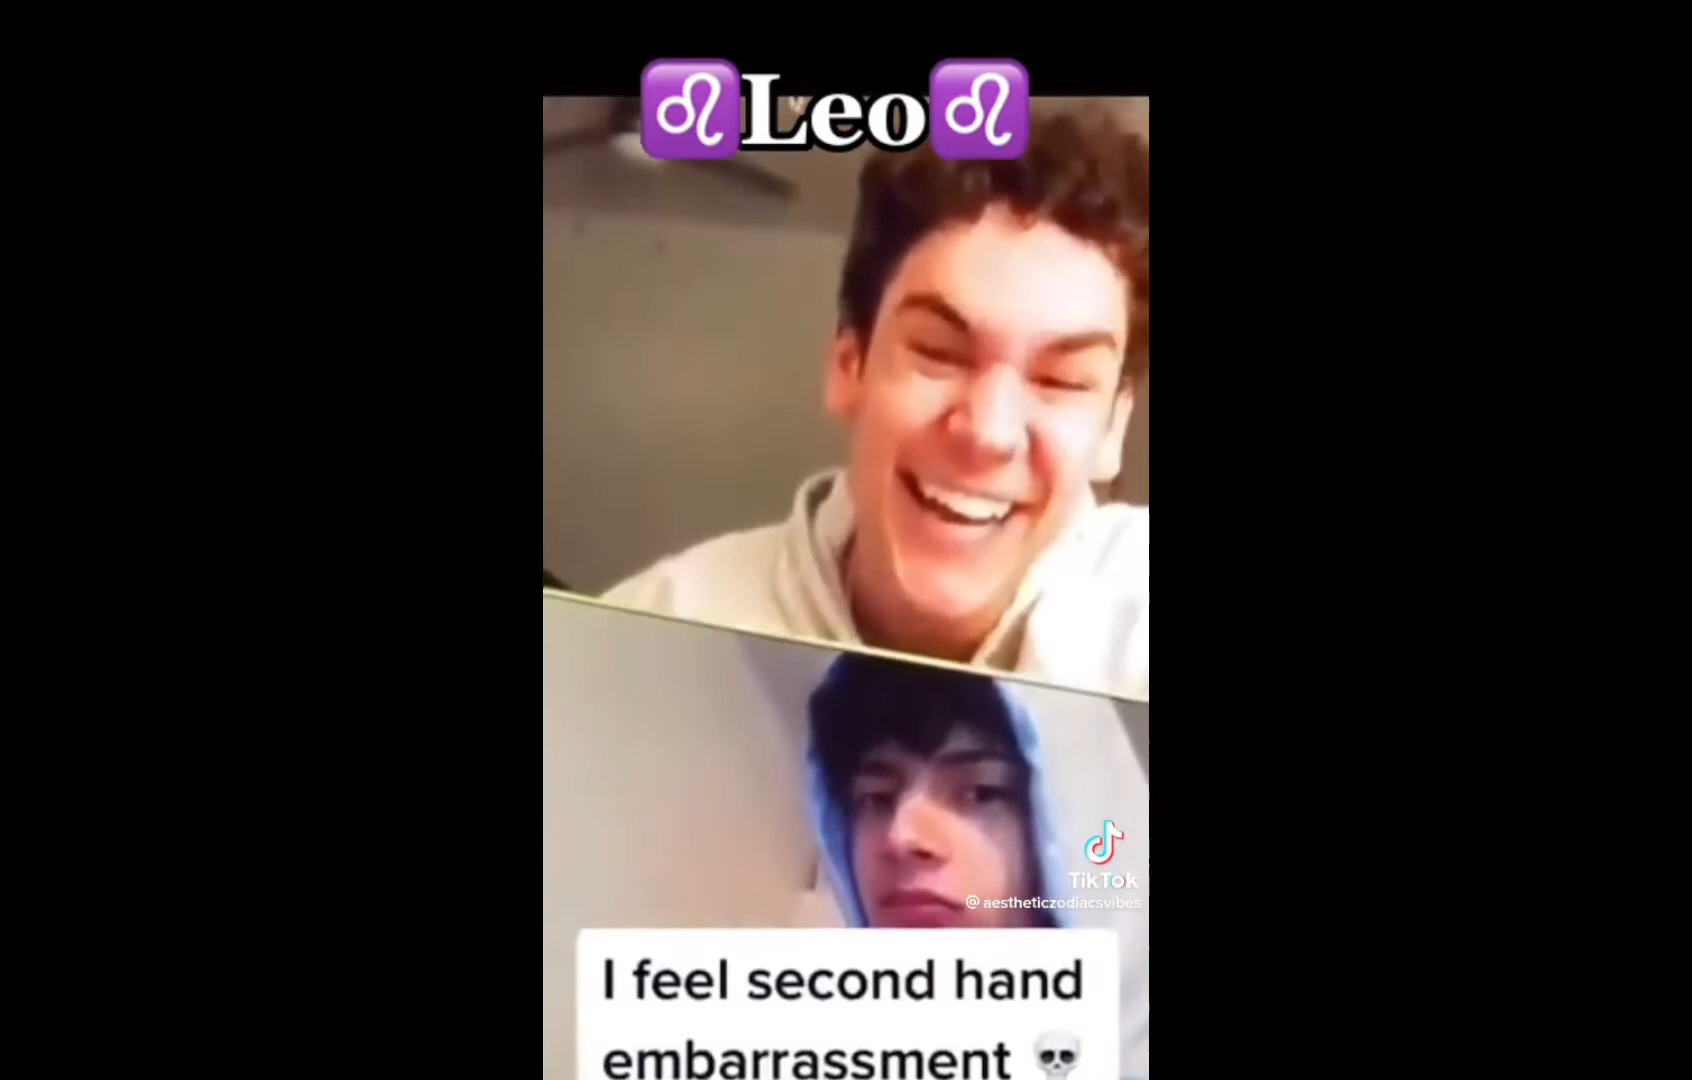 ♌Leo♌
TikTok
@aestheticzodiacsvibes
I feel second hand
embarrassment 💀